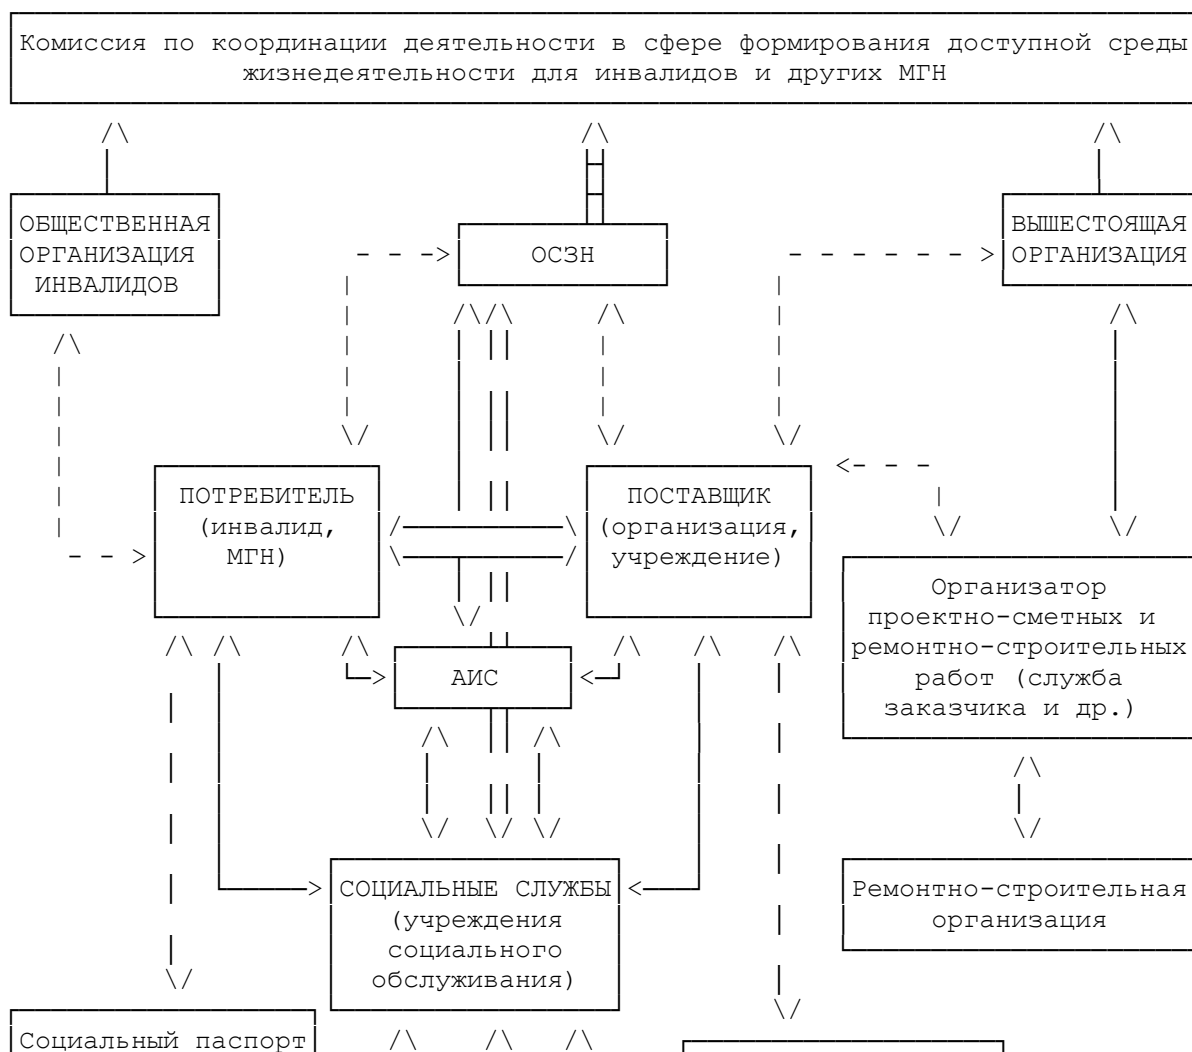 Комиссия по координации деятельности в сфере формирования доступной среды
жизнедеятельности для инвалидов и других МГН
ОБЩЕСТВЕННАЯ
ОРГАНИЗАЦИЯ
ИНВАЛИДОВ
ОСЗН
ВЫШЕСТОЯЩАЯ
ОРГАНИЗАЦИЯ
ПОТРЕБИТЕЛЬ
(инвалид,
МГН)
ПОСТАВЩИК
(организация,
учреждение)
Организатор
проектно-сметных и
ремонтно-строительных
работ (служба
заказчика и др.)
АИС
СОЦИАЛЬНЫЕ СЛУЖБЫ
(учреждения
социального
обслуживания)
Ремонтно-строительная
организация
Социальный паспорт